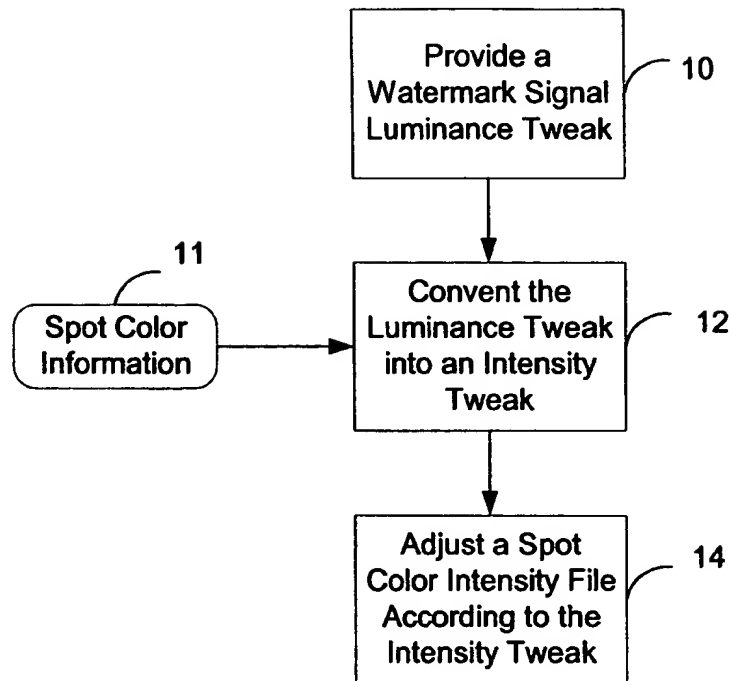 Provide a
Watermark Signal
Luminance Tweak
10
11
Spot Color
Information
Convent the
Luminance Tweak
into an Intensity
Tweak
12
Adjust a Spot
Color Intensity File
According to the
Intensity Tweak
14